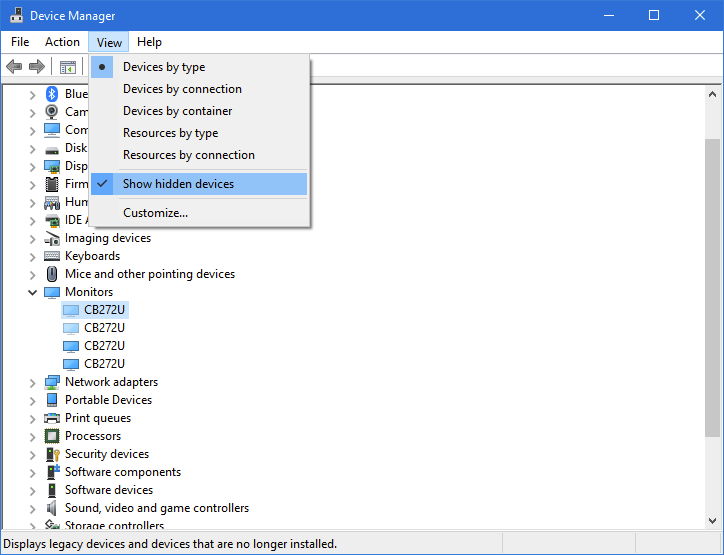 Device Manager
File Action View Help
Devices by type
Devices by connection
Devices by container
Resources by type
Resources by connection
Show hidden devices
Customize...
Blue
Cam
Com
Disk
Disp
Firm
Hum
IDE A
Imaging devices
Keyboards
Mice and other pointing devices
Monitors
CB272U
CB272U
CB272U
CB272U
Network adapters
Portable Devices
Print queues
Processors
Security devices
Software components
Software devices
Sound, video and game controllers
Storage controllers
Displays legacy devices and devices that are no longer installed.